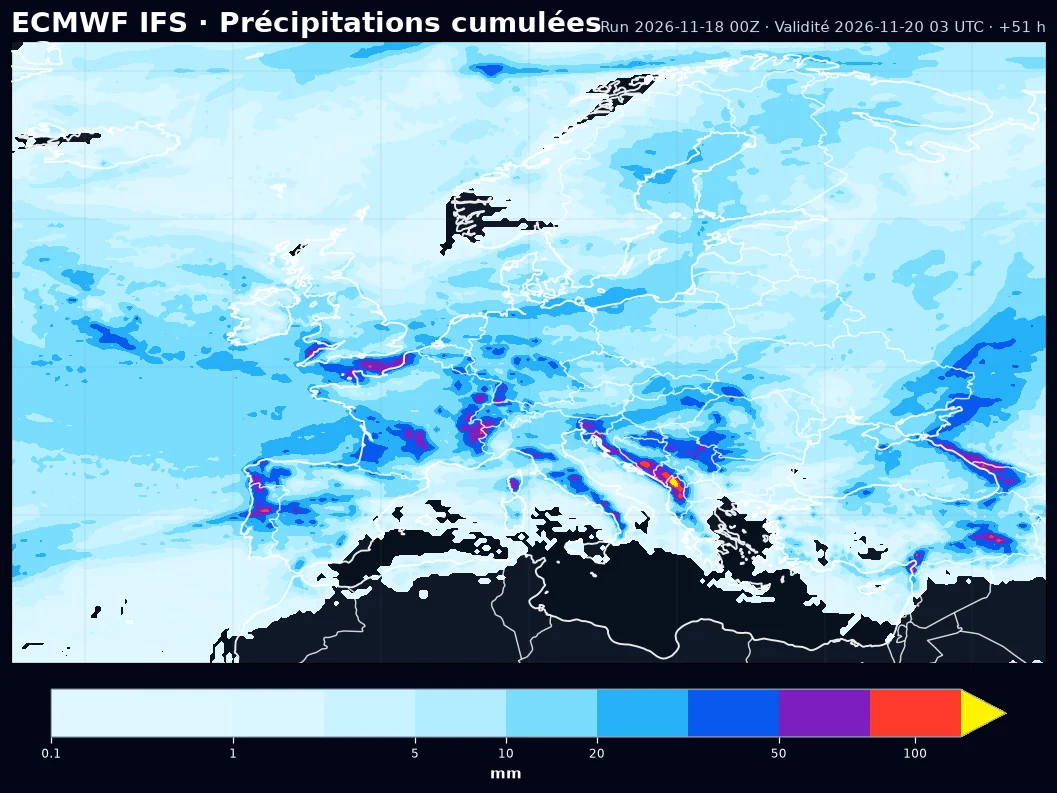 ECMWF IFS · Précipitations cumulées
Run 2026-11-18 00Z · Validité 2026-11-20 03 UTC · +51 h
0.1 1 5 10 20 50 100
mm